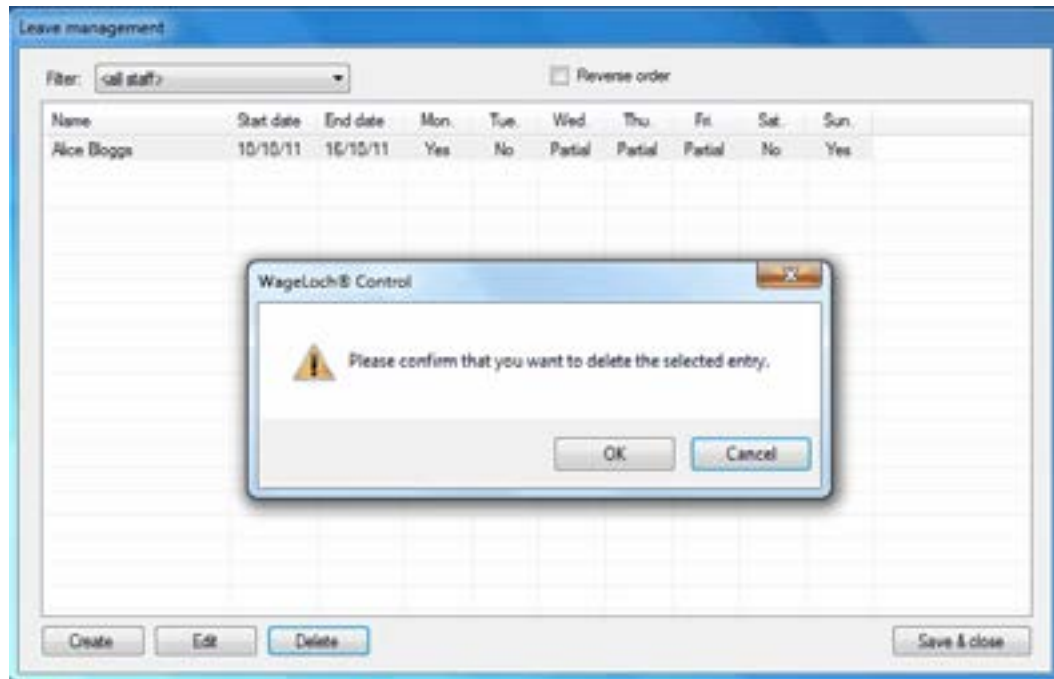 Leave management
Filter: <all staff> Reverse order
Name Start date End date Mon. Tue. Wed. Thu. Fri. Sat. Sun.
Alice Bloggs 10/10/11 16/10/11 Yes No Partial Partial Partial No Yes
WageLoch® Control
Please confirm that you want to delete the selected entry.
OK Cancel
Create Edit Delete Save & close